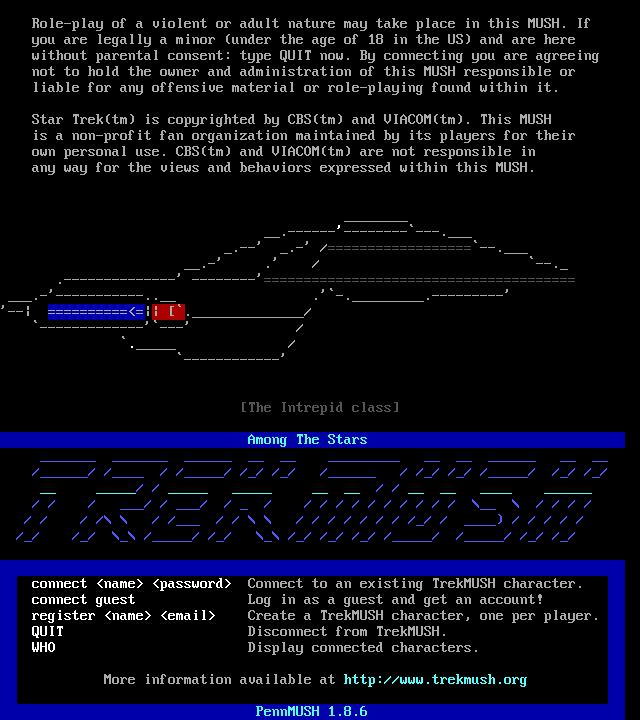 Role-play of a violent or adult nature may take place in this MUSH. If
you are legally a minor (under the age of 18 in the US) and are here
without parental consent: type QUIT now. By connecting you are agreeing
not to hold the owner and administration of this MUSH responsible or
liable for any offensive material or role-playing found within it.
Star Trek(tm) is copyrighted by CBS(tm) and VIACOM(tm). This MUSH
is a non-profit fan organization maintained by its players for their
own personal use. CBS(tm) and VIACOM(tm) are not responsible in
any way for the views and behaviors expressed within this MUSH.
[The Intrepid class]
Among The Stars
TREKMUSH
connect <name> <password> Connect to an existing TrekMUSH character.
connect guest Log in as a guest and get an account!
register <name> <email> Create a TrekMUSH character, one per player.
QUIT Disconnect from TrekMUSH.
WHO Display connected characters.
More information available at http://www.trekmush.org
PennMUSH 1.8.6